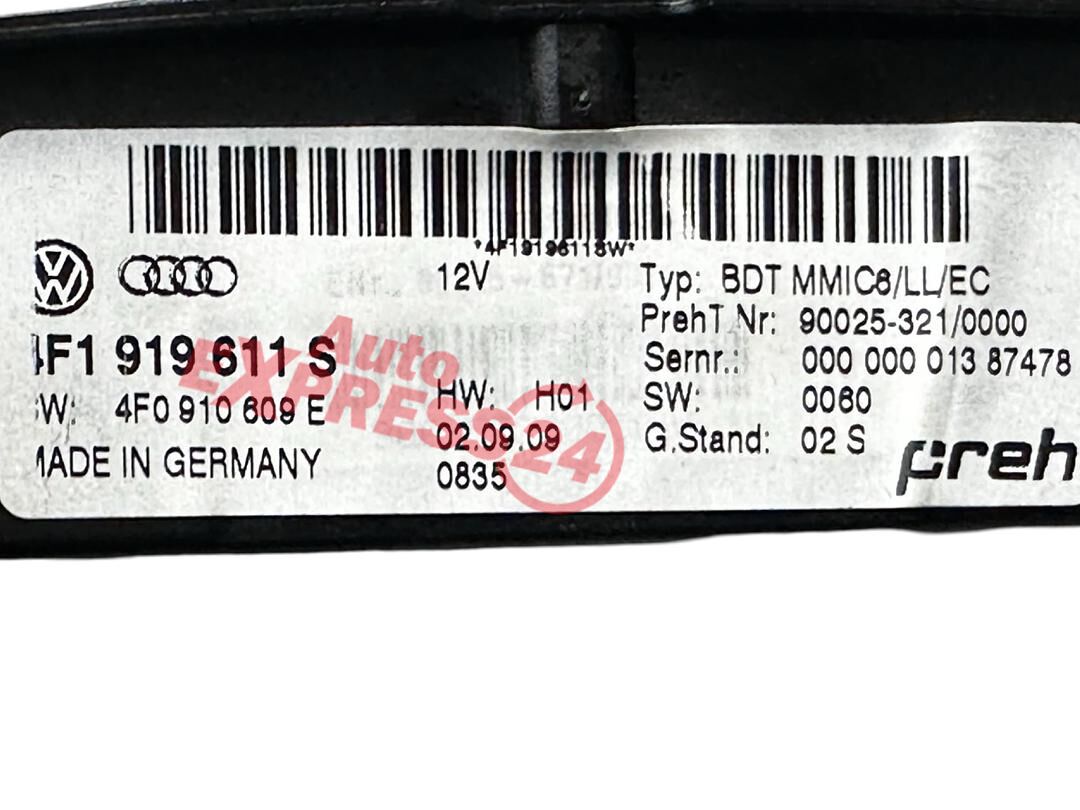 *4F1919611SW*
12V
4F1 919 611 S
SW: 4F0 910 609 E
MADE IN GERMANY
HW: H01
02.09.09
0835
Typ: BDT MMIC6/LL/EC
PrehT.Nr: 90025-321/0000
Sernr.: 000 000 013 87478
SW: 0060
G.Stand: 02 S
preh
Auto
EXPRESS24